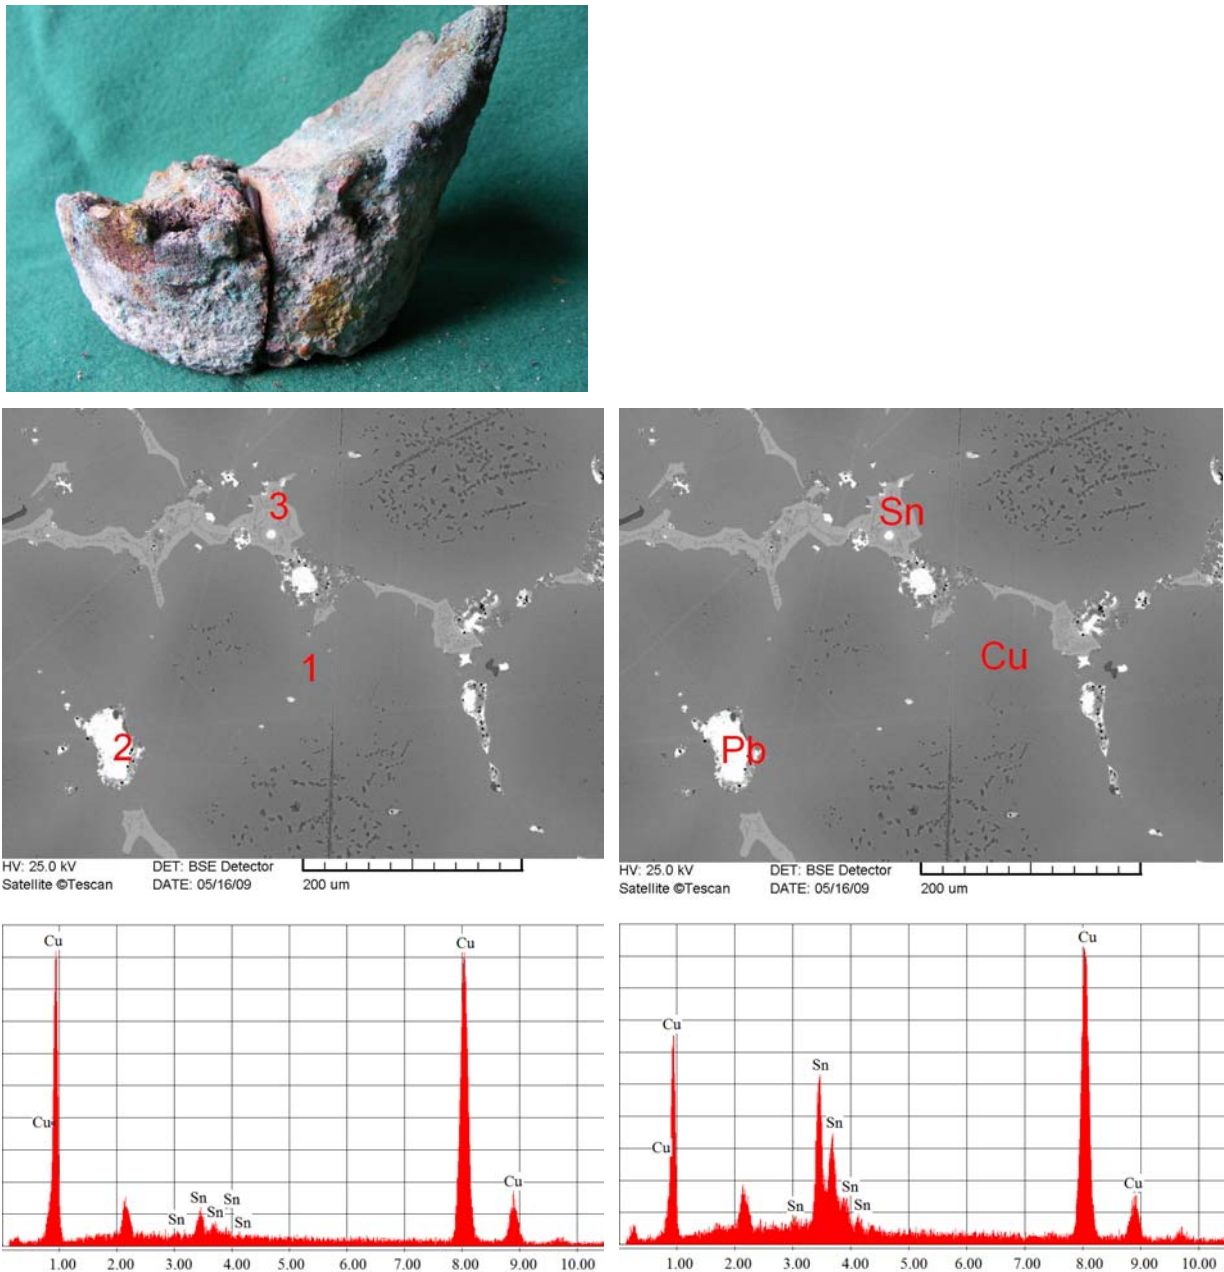 3
1
2
HV: 25.0 kV DET: BSE Detector
Satellite ©Tescan DATE: 05/16/09 200 um
Sn
Cu
Pb
HV: 25.0 kV DET: BSE Detector
Satellite ©Tescan DATE: 05/16/09 200 um
Cu Cu
Cu
Cu
Sn Sn
Sn Sn Sn
1.00 2.00 3.00 4.00 5.00 6.00 7.00 8.00 9.00 10.00
Cu
Cu
Sn
Sn
Cu
Sn Cu
Sn Sn
1.00 2.00 3.00 4.00 5.00 6.00 7.00 8.00 9.00 10.00